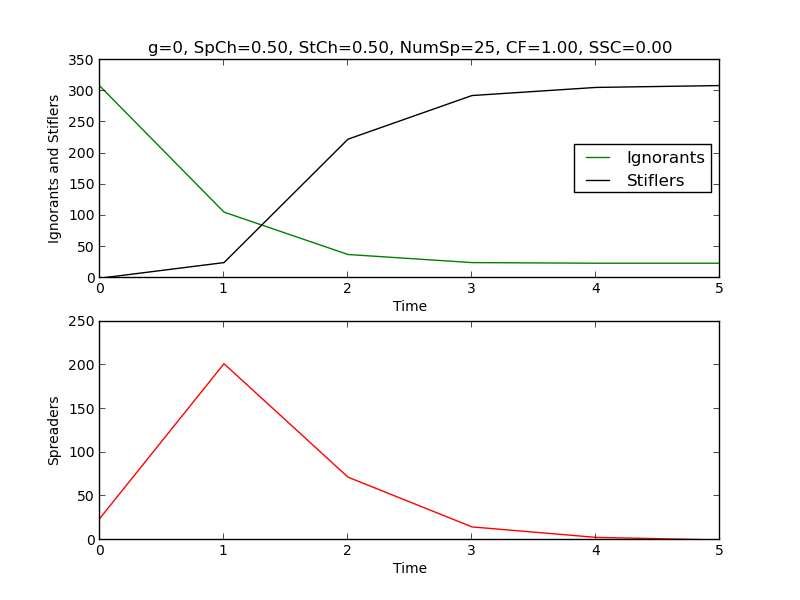 g=0, SpCh=0.50, StCh=0.50, NumSp=25, CF=1.00, SSC=0.00
350
300
250
200
150
100
50
0
Ignorants and Stiflers
Ignorants
Stiflers
0 1 2 3 4 5
Time
250
200
150
100
50
0
Spreaders
0 1 2 3 4 5
Time